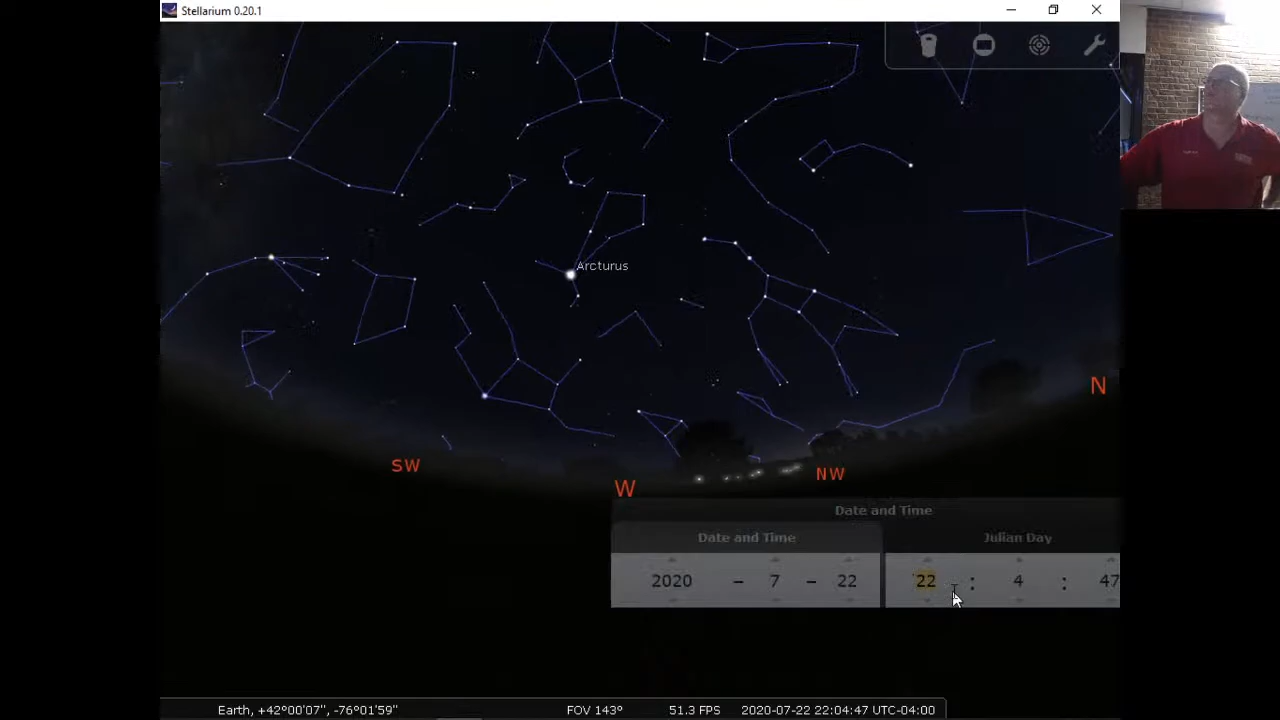 Stellarium 0.20.1
Arcturus
N
SW
NW
W
Date and Time
Date and Time Julian Day
2020 - 7 - 22 22 : 4 : 47
Earth, +42°00'07", -76°01'59" FOV 143° 51.3 FPS 2020-07-22 22:04:47 UTC-04:00